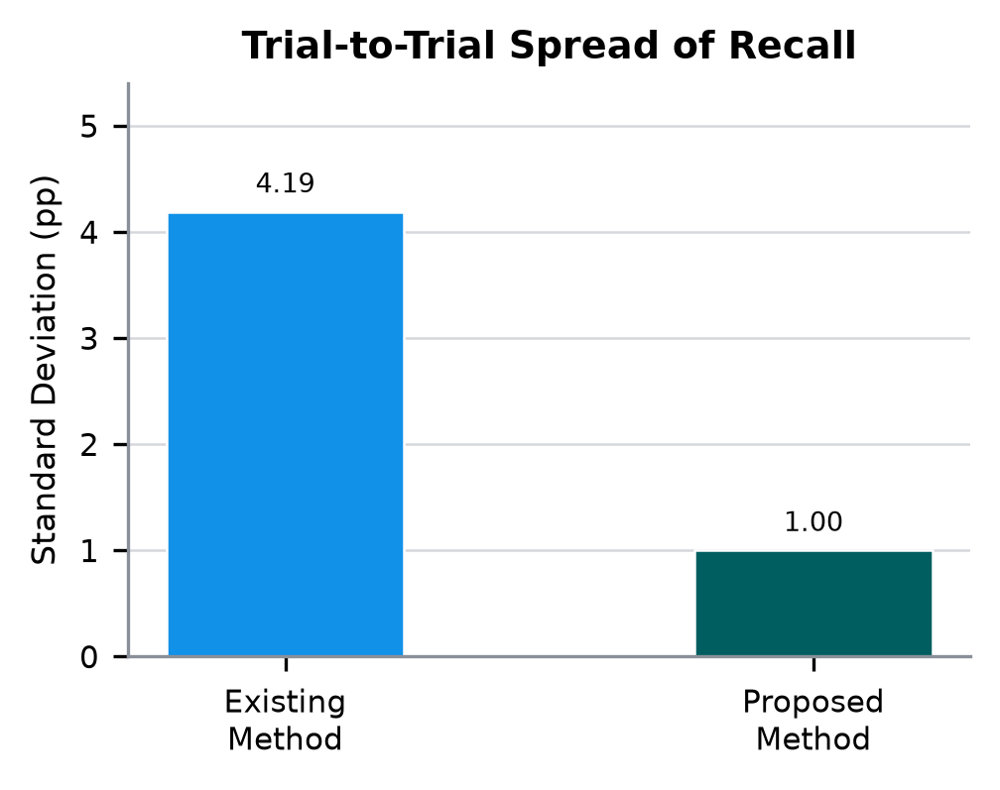 Trial-to-Trial Spread of Recall
Standard Deviation (pp)
5
4
3
2
1
0
4.19
1.00
Existing
Method
Proposed
Method